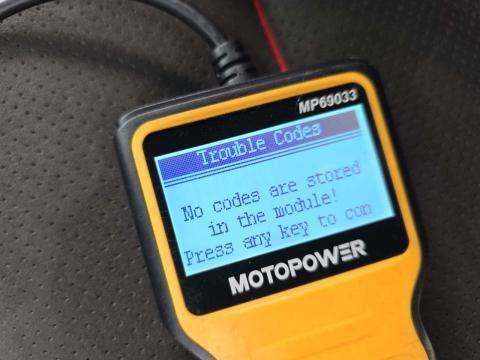 MP69033
Trouble Codes
No codes are stored
in the module!
Press any key to con
MOTOPOWER